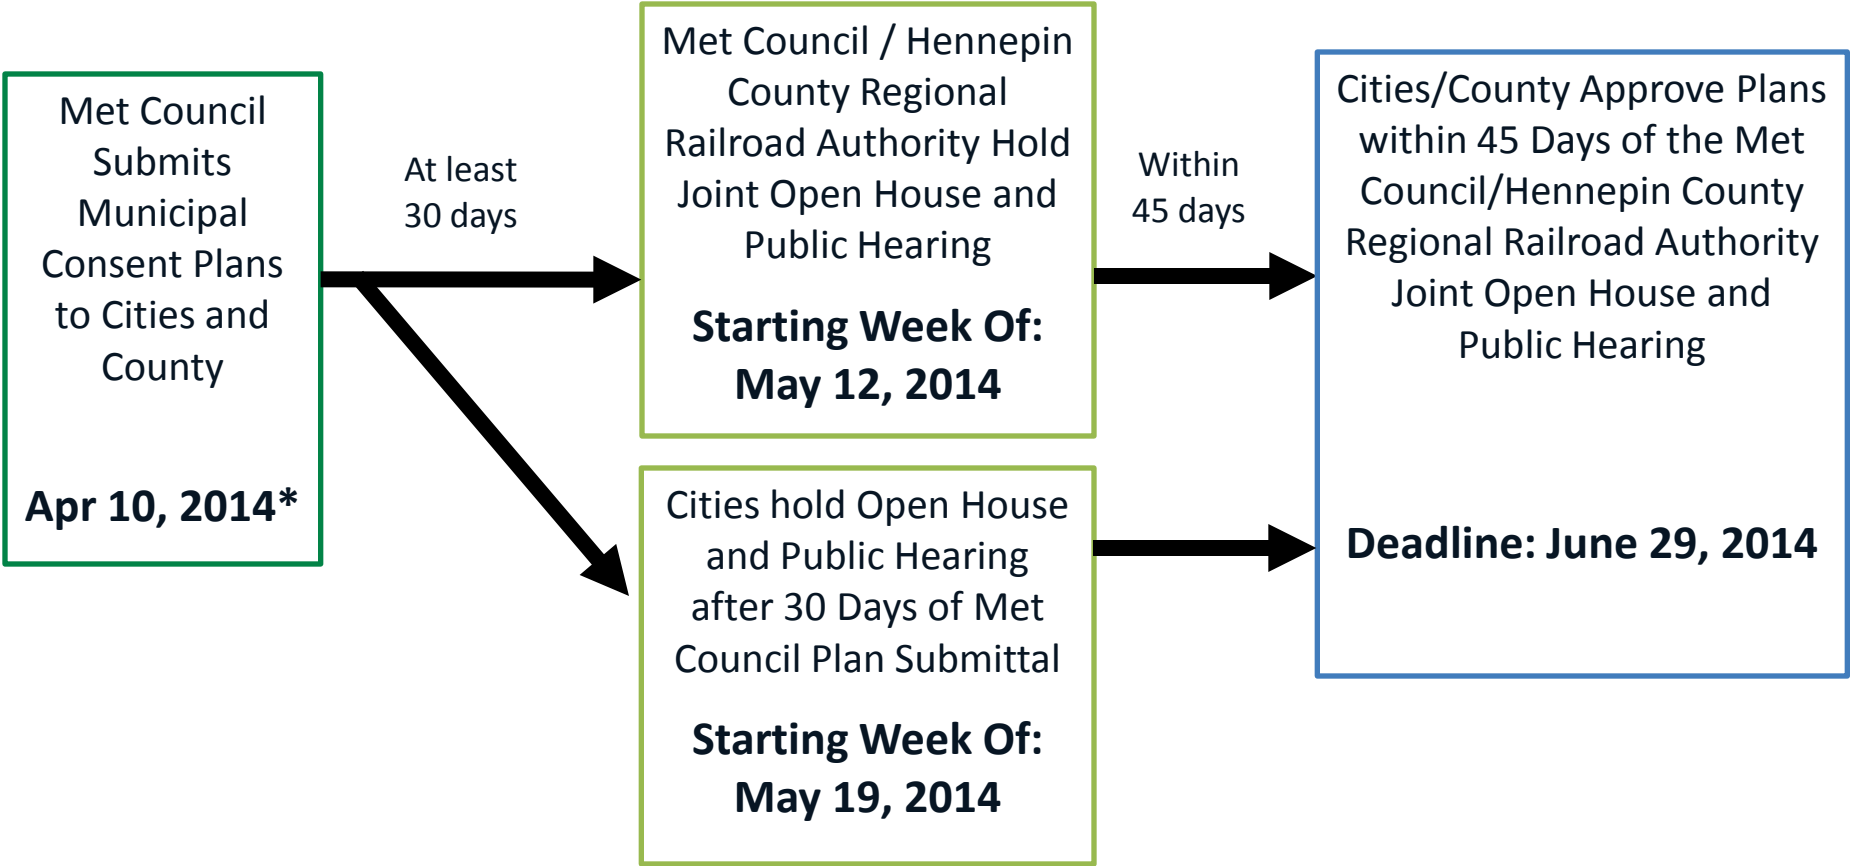 Met Council
Submits
Municipal
Consent Plans
to Cities and
County
Apr 10, 2014*
At least
30 days
Met Council / Hennepin
County Regional
Railroad Authority Hold
Joint Open House and
Public Hearing
Starting Week Of:
May 12, 2014
Cities hold Open House
and Public Hearing
after 30 Days of Met
Council Plan Submittal
Starting Week Of:
May 19, 2014
Within
45 days
Cities/County Approve Plans
within 45 Days of the Met
Council/Hennepin County
Regional Railroad Authority
Joint Open House and
Public Hearing
Deadline: June 29, 2014